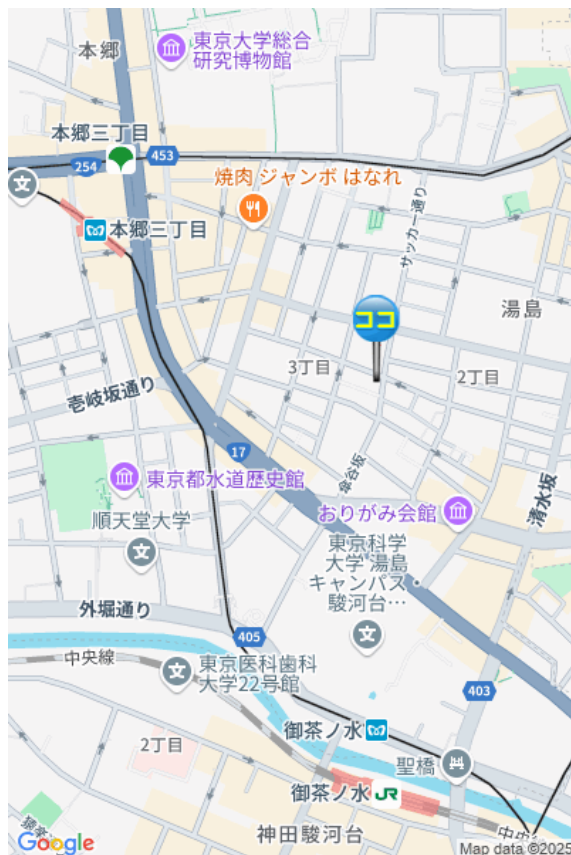 本郷
東京大学総合
研究博物館
本郷三丁目
453
254
焼肉 ジャンボ はなれ
本郷三丁目
サッカー通り
湯島
ココ
3丁目
2丁目
壱岐坂通り
17
東京都水道歴史館
傘谷坂
清水坂
おりがみ会館
順天堂大学
東京科学
大学 湯島
キャンパス・
駿河台…
外堀通り
405
中央線
東京医科歯科
大学22号館
403
御茶ノ水
2丁目
聖橋
御茶ノ水 JR
神田駿河台
Google
Map data ©2025